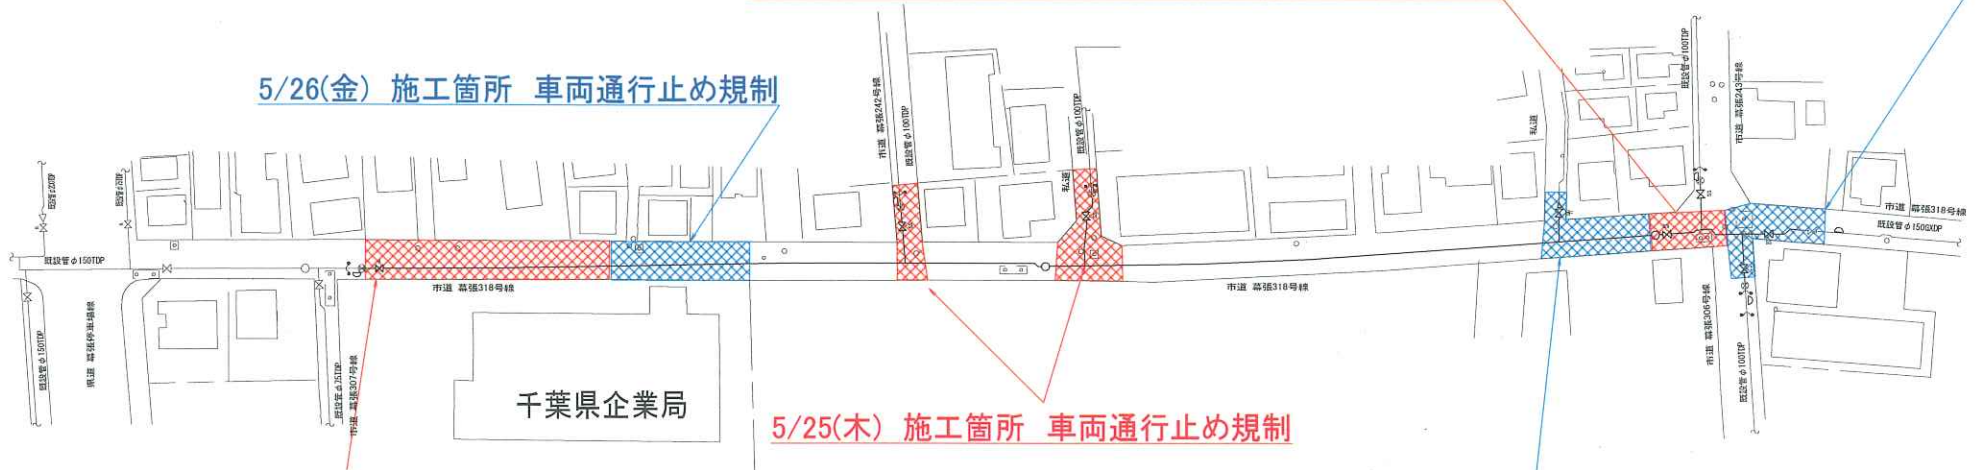 5/26(金) 施工箇所 車両通行止め規制
市道 幕張242号線
既設管φ100TDP
既設管φ100TDP
私道
私道
既設管φ100TDP
市道 幕張243号線
市道 幕張318号線
既設管φ150GXDP
既設管φ150TDP
市道 幕張318号線
市道 幕張318号線
既設管φ150TDP
県道 幕張停車場線
既設管φ75TDP
市道 幕張307号線
千葉県企業局
市道 幕張306号線
既設管φ100TDP
5/25(木) 施工箇所 車両通行止め規制